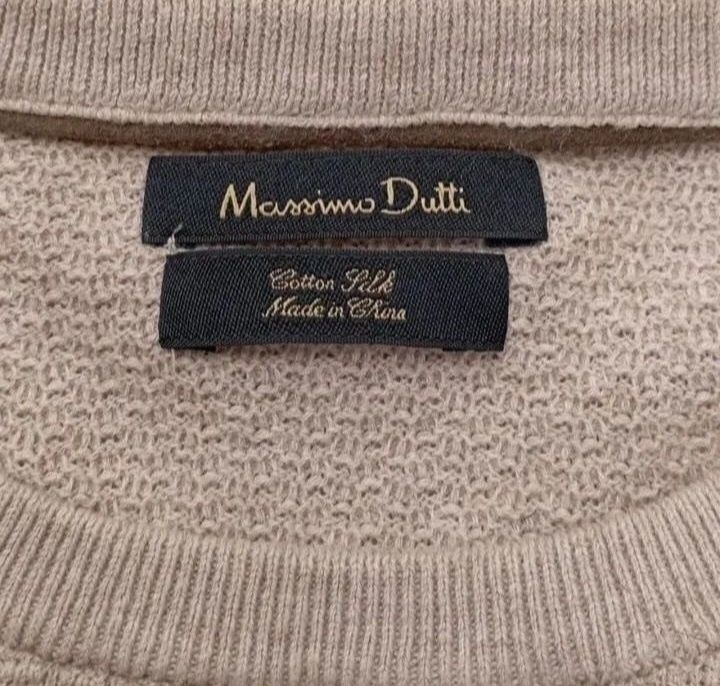 Massimo Dutti
Cotton Silk
Made in China